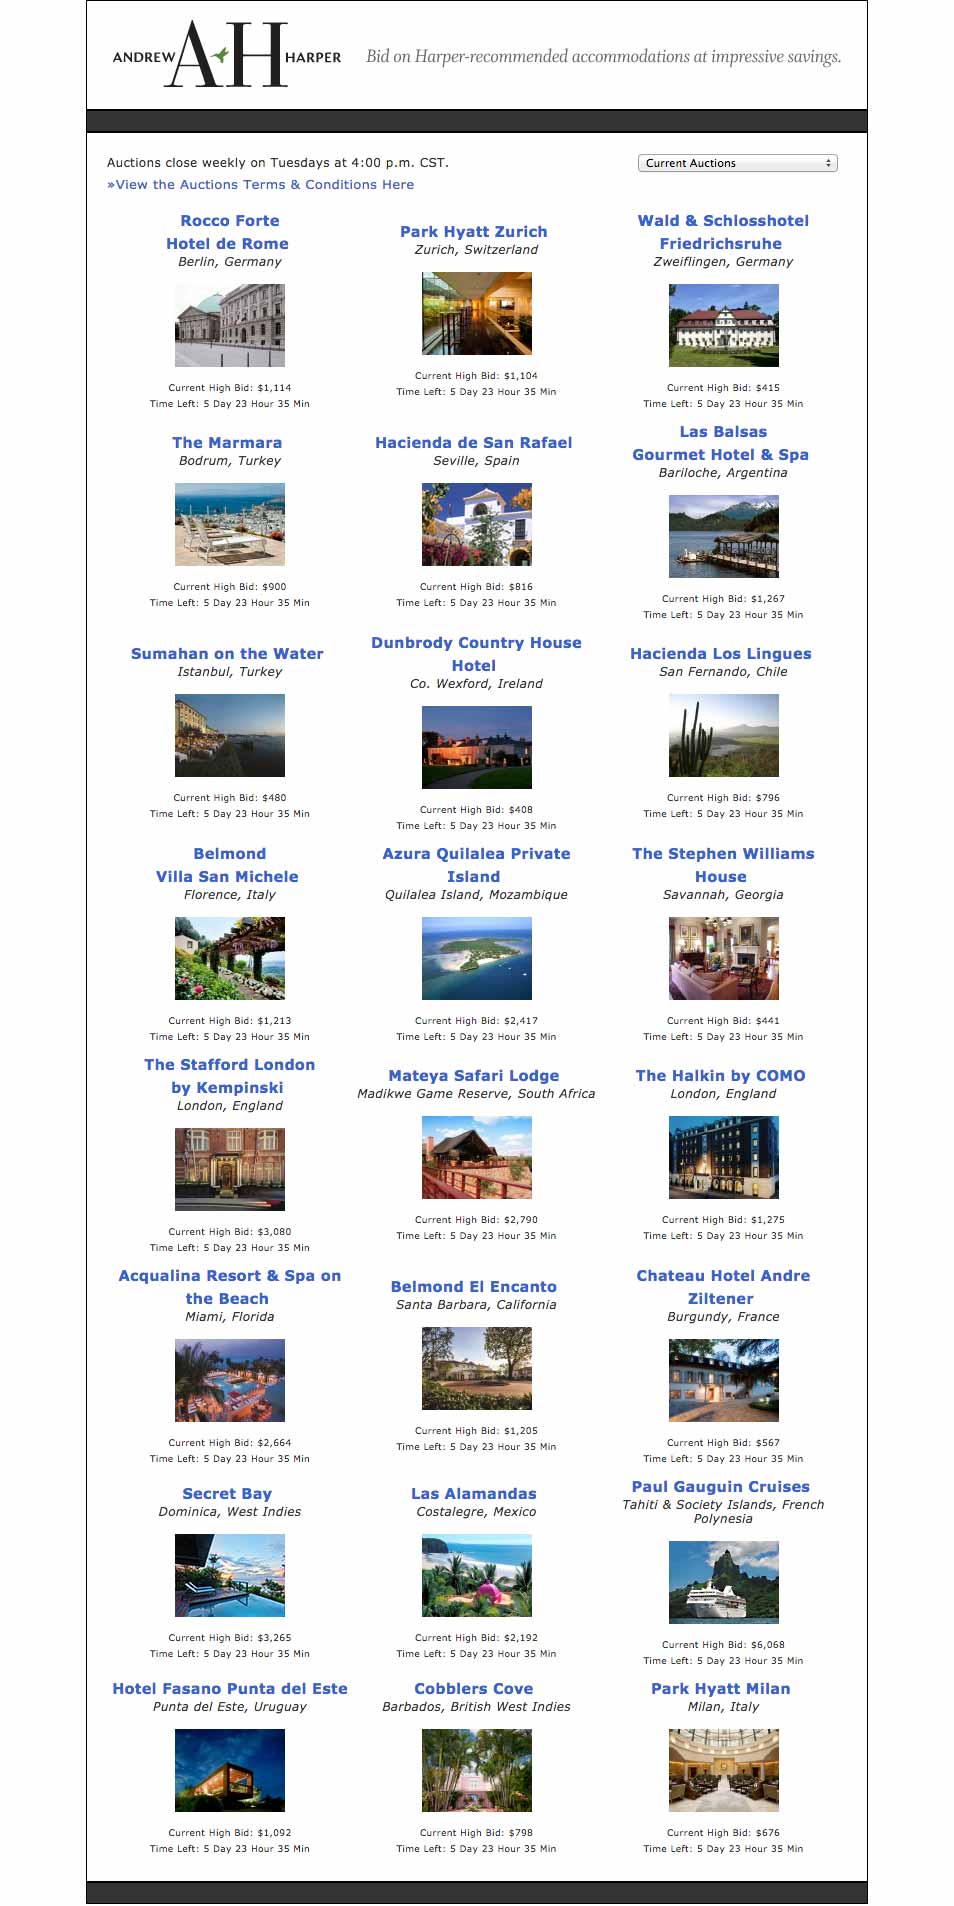 ANDREW AH HARPER
Bid on Harper-recommended accommodations at impressive savings.
Auctions close weekly on Tuesdays at 4:00 p.m. CST.
Current Auctions
»View the Auctions Terms & Conditions Here
Rocco Forte
Hotel de Rome
Berlin, Germany
Current High Bid: $1,114
Time Left: 5 Day 23 Hour 35 Min
Park Hyatt Zurich
Zurich, Switzerland
Current High Bid: $1,104
Time Left: 5 Day 23 Hour 35 Min
Wald & Schlosshotel
Friedrichsruhe
Zweiflingen, Germany
Current High Bid: $415
Time Left: 5 Day 23 Hour 35 Min
The Marmara
Bodrum, Turkey
Current High Bid: $900
Time Left: 5 Day 23 Hour 35 Min
Hacienda de San Rafael
Seville, Spain
Current High Bid: $816
Time Left: 5 Day 23 Hour 35 Min
Las Balsas
Gourmet Hotel & Spa
Bariloche, Argentina
Current High Bid: $1,267
Time Left: 5 Day 23 Hour 35 Min
Sumahan on the Water
Istanbul, Turkey
Current High Bid: $480
Time Left: 5 Day 23 Hour 35 Min
Dunbrody Country House
Hotel
Co. Wexford, Ireland
Current High Bid: $408
Time Left: 5 Day 23 Hour 35 Min
Hacienda Los Lingues
San Fernando, Chile
Current High Bid: $796
Time Left: 5 Day 23 Hour 35 Min
Belmond
Villa San Michele
Florence, Italy
Current High Bid: $1,213
Time Left: 5 Day 23 Hour 35 Min
Azura Quilalea Private
Island
Quilalea Island, Mozambique
Current High Bid: $2,417
Time Left: 5 Day 23 Hour 35 Min
The Stephen Williams
House
Savannah, Georgia
Current High Bid: $441
Time Left: 5 Day 23 Hour 35 Min
The Stafford London
by Kempinski
London, England
Current High Bid: $3,080
Time Left: 5 Day 23 Hour 35 Min
Mateya Safari Lodge
Madikwe Game Reserve, South Africa
Current High Bid: $2,790
Time Left: 5 Day 23 Hour 35 Min
The Halkin by COMO
London, England
Current High Bid: $1,275
Time Left: 5 Day 23 Hour 35 Min
Acqualina Resort & Spa on
the Beach
Miami, Florida
Current High Bid: $2,664
Time Left: 5 Day 23 Hour 35 Min
Belmond El Encanto
Santa Barbara, California
Current High Bid: $1,205
Time Left: 5 Day 23 Hour 35 Min
Chateau Hotel Andre
Ziltener
Burgundy, France
Current High Bid: $567
Time Left: 5 Day 23 Hour 35 Min
Secret Bay
Dominica, West Indies
Current High Bid: $3,265
Time Left: 5 Day 23 Hour 35 Min
Las Alamandas
Costalegre, Mexico
Current High Bid: $2,192
Time Left: 5 Day 23 Hour 35 Min
Paul Gauguin Cruises
Tahiti & Society Islands, French
Polynesia
Current High Bid: $6,068
Time Left: 5 Day 23 Hour 35 Min
Hotel Fasano Punta del Este
Punta del Este, Uruguay
Current High Bid: $1,092
Time Left: 5 Day 23 Hour 35 Min
Cobblers Cove
Barbados, British West Indies
Current High Bid: $798
Time Left: 5 Day 23 Hour 35 Min
Park Hyatt Milan
Milan, Italy
Current High Bid: $676
Time Left: 5 Day 23 Hour 35 Min